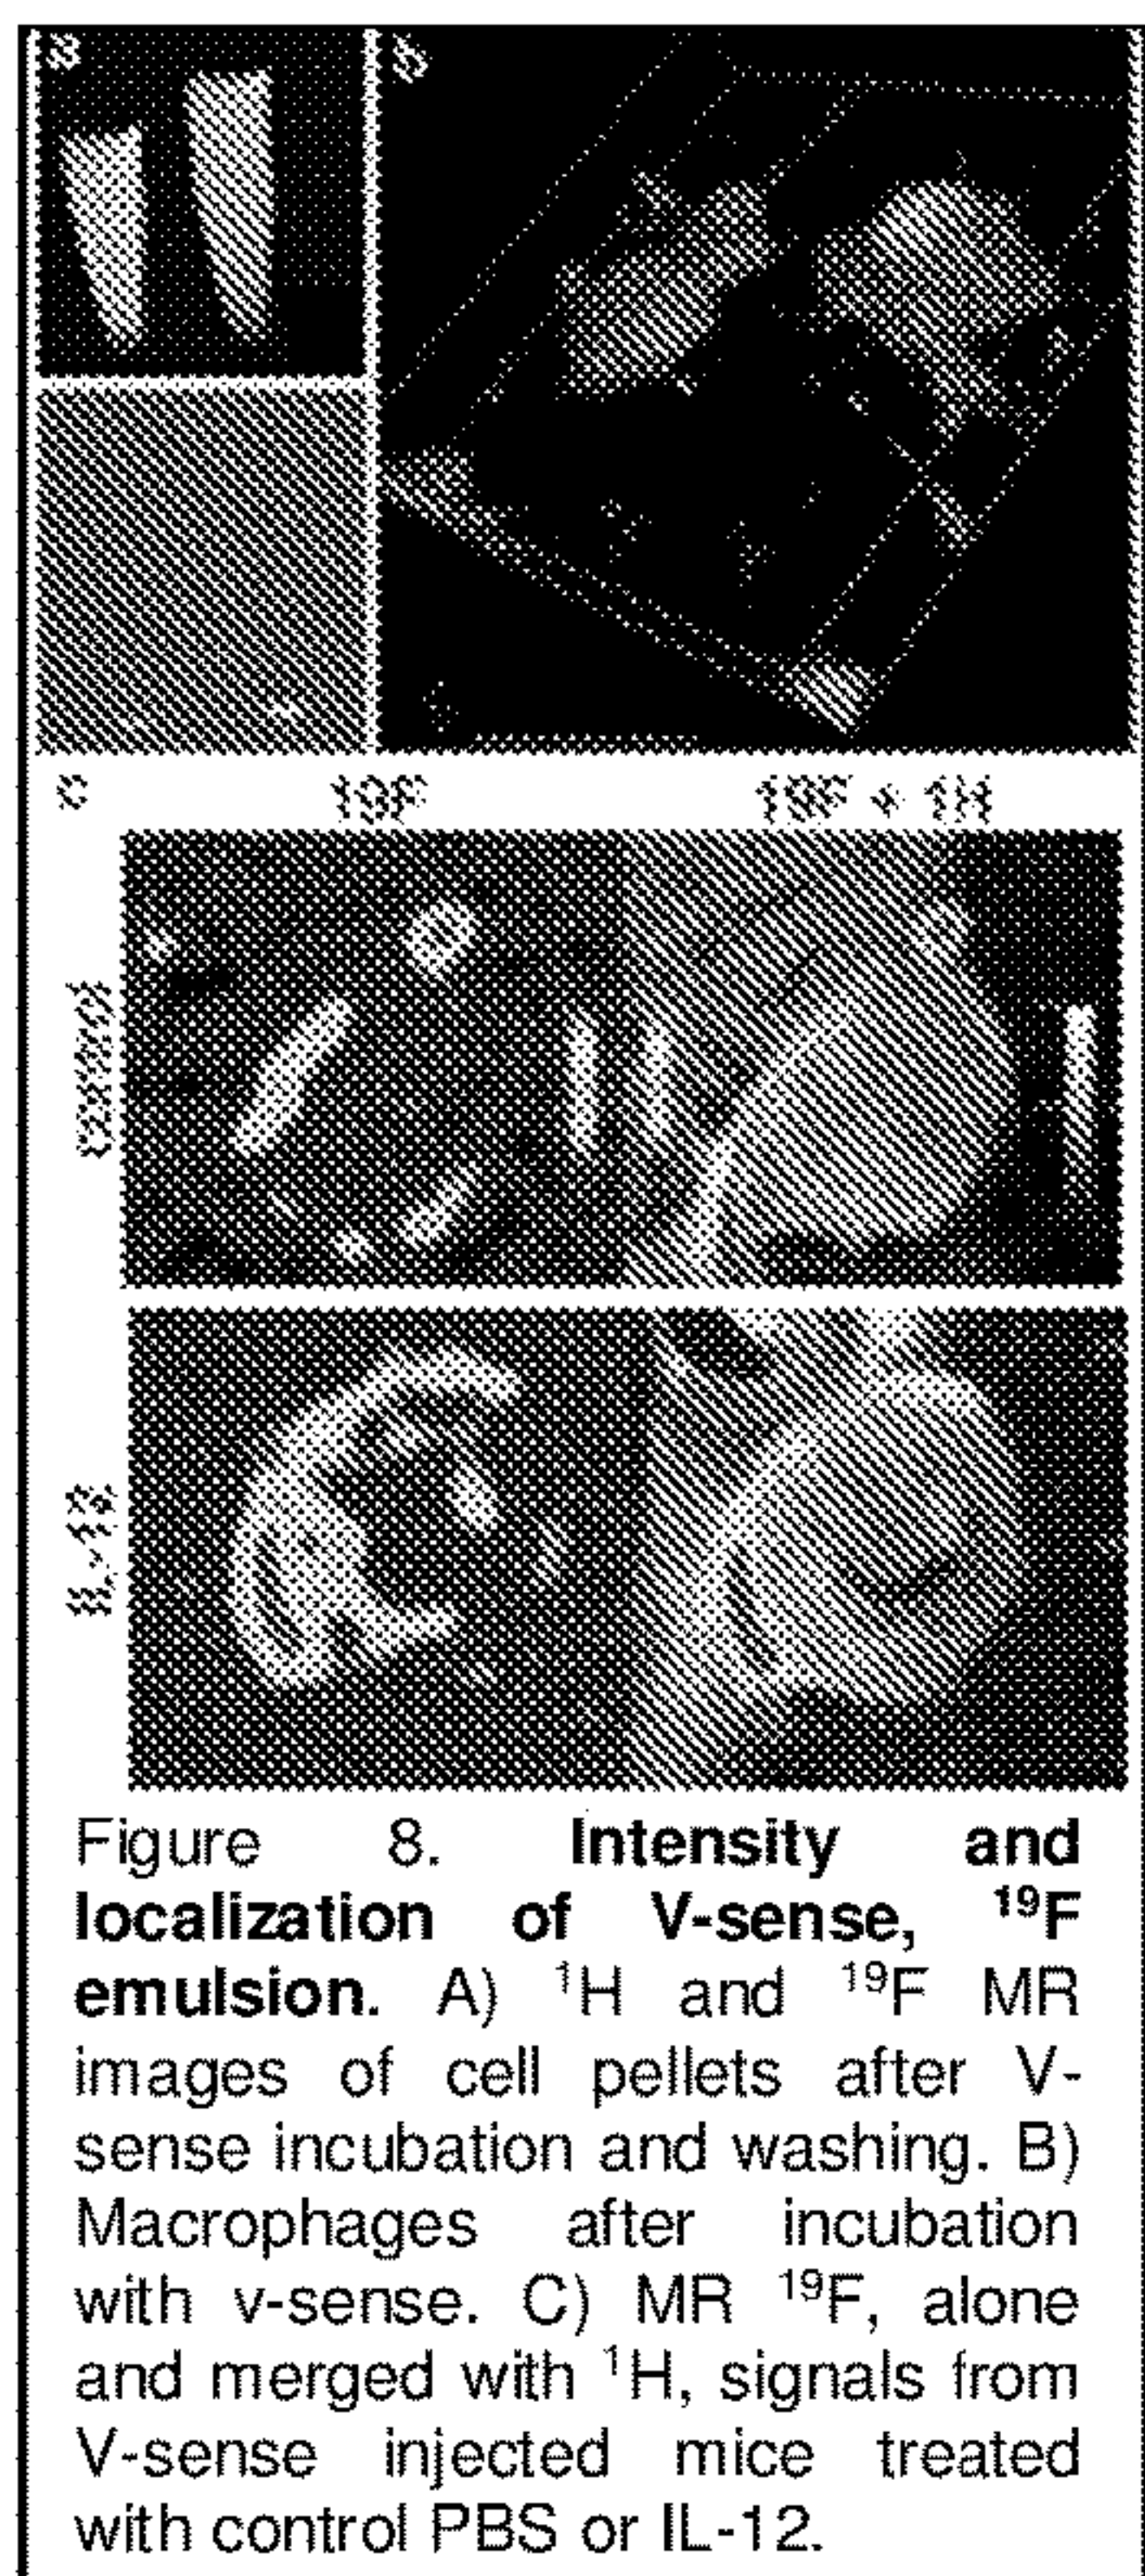 a b
c 19F 19F + 1H
control
IL-12
Figure 8. Intensity and
localization of V-sense, ¹⁹F
emulsion. A) ¹H and ¹⁹F MR
images of cell pellets after V-
sense incubation and washing. B)
Macrophages after incubation
with v-sense. C) MR ¹⁹F, alone
and merged with ¹H, signals from
V-sense injected mice treated
with control PBS or IL-12.